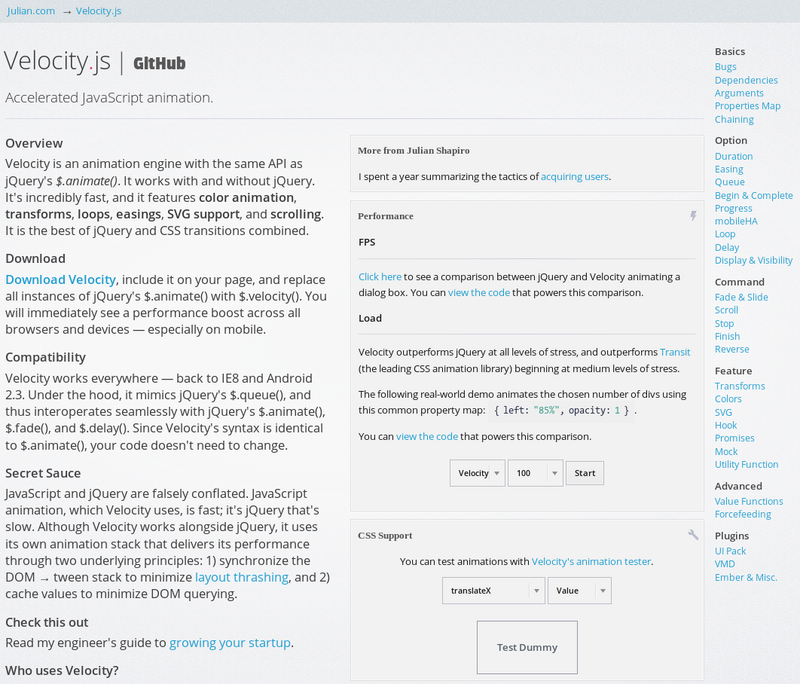 Julian.com → Velocity.js
Velocity.js | GitHub
Accelerated JavaScript animation.
Overview
Velocity is an animation engine with the same API as
jQuery's $.animate(). It works with and without jQuery.
It's incredibly fast, and it features color animation,
transforms, loops, easings, SVG support, and scrolling.
It is the best of jQuery and CSS transitions combined.
Download
Download Velocity, include it on your page, and replace
all instances of jQuery's $.animate() with $.velocity(). You
will immediately see a performance boost across all
browsers and devices — especially on mobile.
Compatibility
Velocity works everywhere — back to IE8 and Android
2.3. Under the hood, it mimics jQuery's $.queue(), and
thus interoperates seamlessly with jQuery's $.animate(),
$.fade(), and $.delay(). Since Velocity's syntax is identical
to $.animate(), your code doesn't need to change.
Secret Sauce
JavaScript and jQuery are falsely conflated. JavaScript
animation, which Velocity uses, is fast; it's jQuery that's
slow. Although Velocity works alongside jQuery, it uses
its own animation stack that delivers its performance
through two underlying principles: 1) synchronize the
DOM → tween stack to minimize layout thrashing, and 2)
cache values to minimize DOM querying.
Check this out
Read my engineer's guide to growing your startup.
Who uses Velocity?
More from Julian Shapiro
I spent a year summarizing the tactics of acquiring users.
Performance
FPS
Click here to see a comparison between jQuery and Velocity animating a
dialog box. You can view the code that powers this comparison.
Load
Velocity outperforms jQuery at all levels of stress, and outperforms Transit
(the leading CSS animation library) beginning at medium levels of stress.
The following real-world demo animates the chosen number of divs using
this common property map: { left: "85%", opacity: 1 } .
You can view the code that powers this comparison.
Velocity 100 Start
CSS Support
You can test animations with Velocity's animation tester.
translateX Value
Test Dummy
Basics
Bugs
Dependencies
Arguments
Properties Map
Chaining
Option
Duration
Easing
Queue
Begin & Complete
Progress
mobileHA
Loop
Delay
Display & Visibility
Command
Fade & Slide
Scroll
Stop
Finish
Reverse
Feature
Transforms
Colors
SVG
Hook
Promises
Mock
Utility Function
Advanced
Value Functions
Forcefeeding
Plugins
UI Pack
VMD
Ember & Misc.